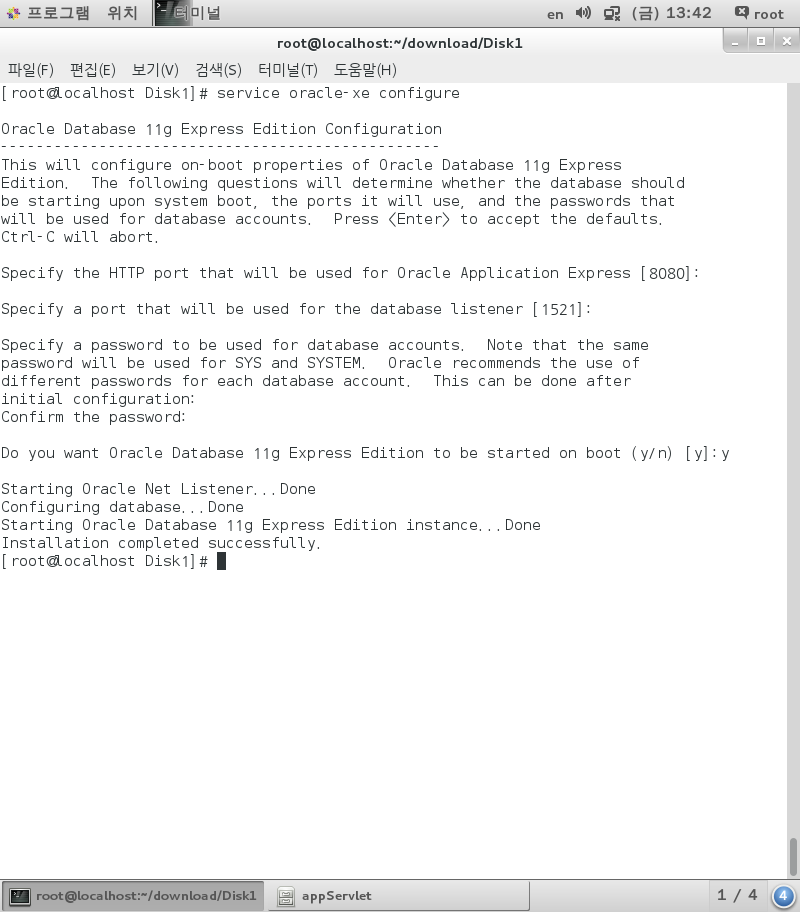 프로그램 위치 터미널 en (금) 13:42 root
root@localhost:~/download/Disk1
파일(F) 편집(E) 보기(V) 검색(S) 터미널(T) 도움말(H)
[root@localhost Disk1]# service oracle-xe configure
Oracle Database 11g Express Edition Configuration
-------------------------------------------------
This will configure on-boot properties of Oracle Database 11g Express
Edition.  The following questions will determine whether the database should
be starting upon system boot, the ports it will use, and the passwords that
will be used for database accounts.  Press <Enter> to accept the defaults.
Ctrl-C will abort.
Specify the HTTP port that will be used for Oracle Application Express [8080]:
Specify a port that will be used for the database listener [1521]:
Specify a password to be used for database accounts.  Note that the same
password will be used for SYS and SYSTEM.  Oracle recommends the use of
different passwords for each database account.  This can be done after
initial configuration:
Confirm the password:
Do you want Oracle Database 11g Express Edition to be started on boot (y/n) [y]:y
Starting Oracle Net Listener...Done
Configuring database...Done
Starting Oracle Database 11g Express Edition instance...Done
Installation completed successfully.
[root@localhost Disk1]#
root@localhost:~/download/Disk1 appServlet 1 / 4 4